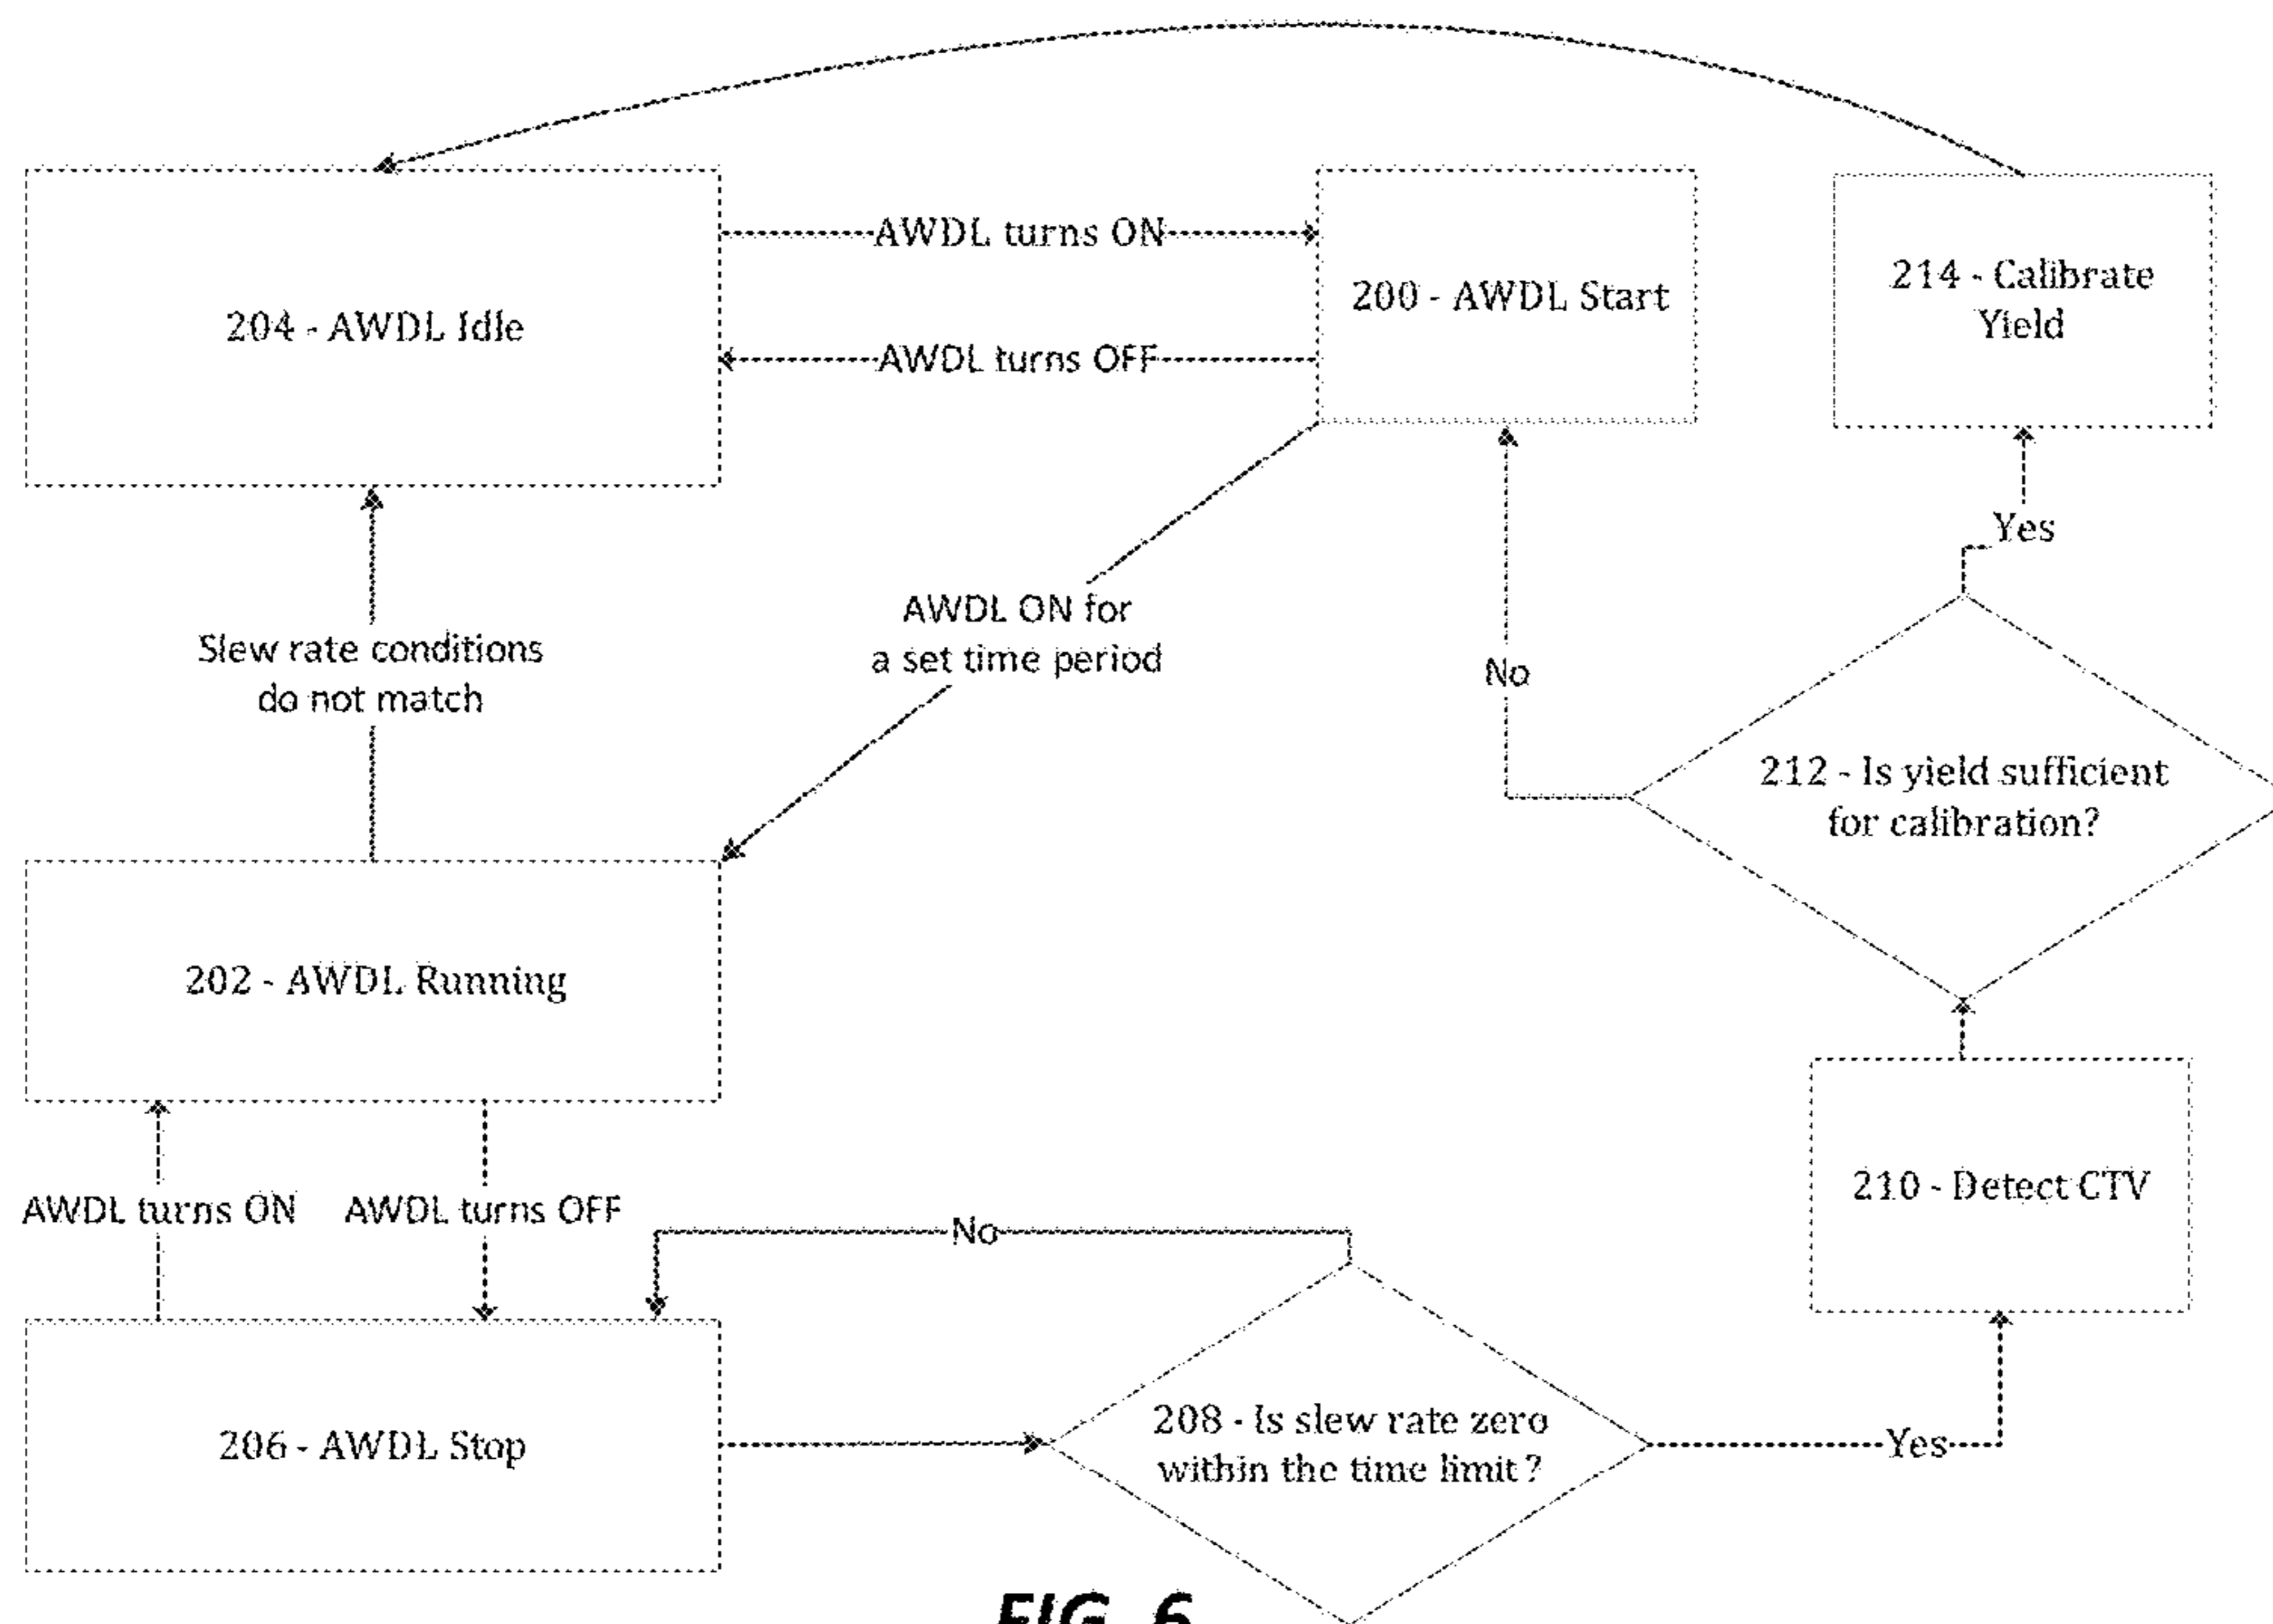 AWDL turns ON
200 - AWDL Start
214 - Calibrate
Yield
204 - AWDL Idle
AWDL turns OFF
Yes
AWDL ON for
a set time period
Slew rate conditions
do not match
No
212 - Is yield sufficient
for calibration?
202 - AWDL Running
210 - Detect CTV
AWDL turns ON
AWDL turns OFF
No
208 - Is slew rate zero
within the time limit?
206 - AWDL Stop
Yes
FIG. 6